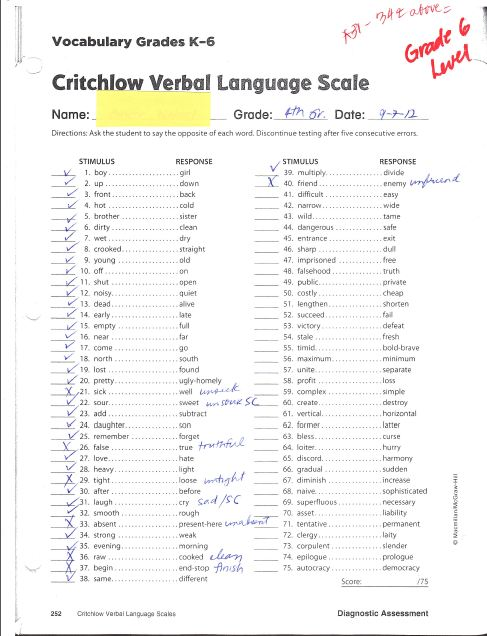 K-21 - 34 & above =
Grade 6
Level
Vocabulary Grades K–6
Critchlow Verbal Language Scale
Name: Grade: 4th Gr. Date: 9-7-12
Directions: Ask the student to say the opposite of each word. Discontinue testing after five consecutive errors.
STIMULUS RESPONSE
✓ 1. boy girl
✓ 2. up down
✓ 3. front back
✓ 4. hot cold
✓ 5. brother sister
✓ 6. dirty clean
✓ 7. wet dry
✓ 8. crooked straight
✓ 9. young old
✓ 10. off on
✓ 11. shut open
✓ 12. noisy quiet
✓ 13. dead alive
✓ 14. early late
✓ 15. empty full
✓ 16. near far
✓ 17. come go
✓ 18. north south
✓ 19. lost found
✓ 20. pretty ugly-homely
X 21. sick well unsick
✓ 22. sour sweet unsour SC
✓ 23. add subtract
✓ 24. daughter son
✓ 25. remember forget
X 26. false true truthful
✓ 27. love hate
✓ 28. heavy light
X 29. tight loose untight
✓ 30. after before
✓ 31. laugh cry sad/SC
✓ 32. smooth rough
X 33. absent present-here unabsent
✓ 34. strong weak
✓ 35. evening morning
X 36. raw cooked clean
X 37. begin end-stop finish
✓ 38. same different
STIMULUS RESPONSE
✓ 39. multiply divide
X 40. friend enemy unfriend
41. difficult easy
42. narrow wide
43. wild tame
44. dangerous safe
45. entrance exit
46. sharp dull
47. imprisoned free
48. falsehood truth
49. public private
50. costly cheap
51. lengthen shorten
52. succeed fail
53. victory defeat
54. stale fresh
55. timid bold-brave
56. maximum minimum
57. unite separate
58. profit loss
59. complex simple
60. create destroy
61. vertical horizontal
62. former latter
63. bless curse
64. loiter hurry
65. discord harmony
66. gradual sudden
67. diminish increase
68. naive sophisticated
69. superfluous necessary
70. asset liability
71. tentative permanent
72. clergy laity
73. corpulent slender
74. epilogue prologue
75. autocracy democracy
Score: /75
© Macmillan/McGraw-Hill
252 Critchlow Verbal Language Scales Diagnostic Assessment